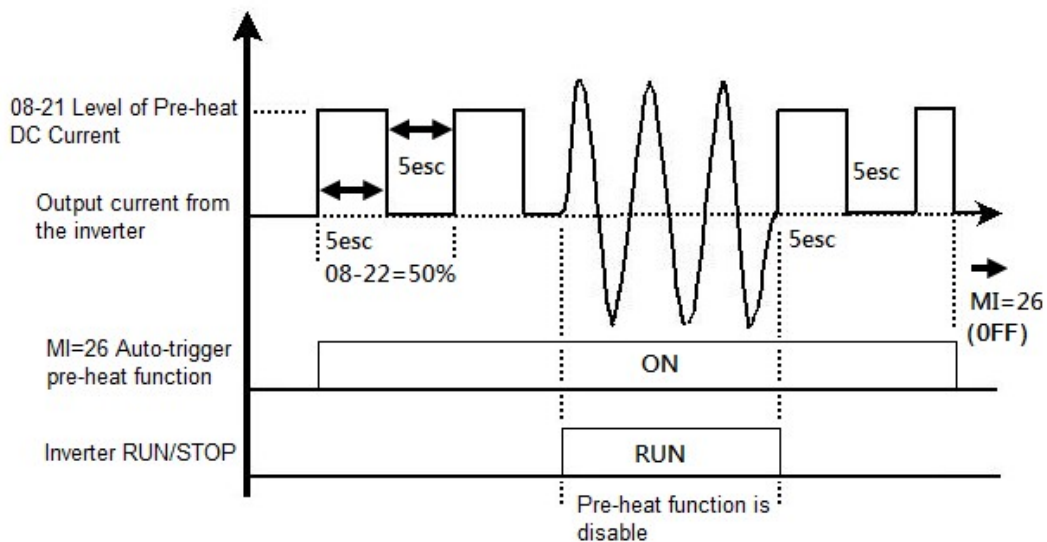 08-21 Level of Pre-heat
DC Current
5esc
5esc
Output current from
the inverter
5esc
5esc
08-22=50%
MI=26
(0FF)
MI=26 Auto-trigger
pre-heat function
ON
Inverter RUN/STOP
RUN
Pre-heat function is
disable